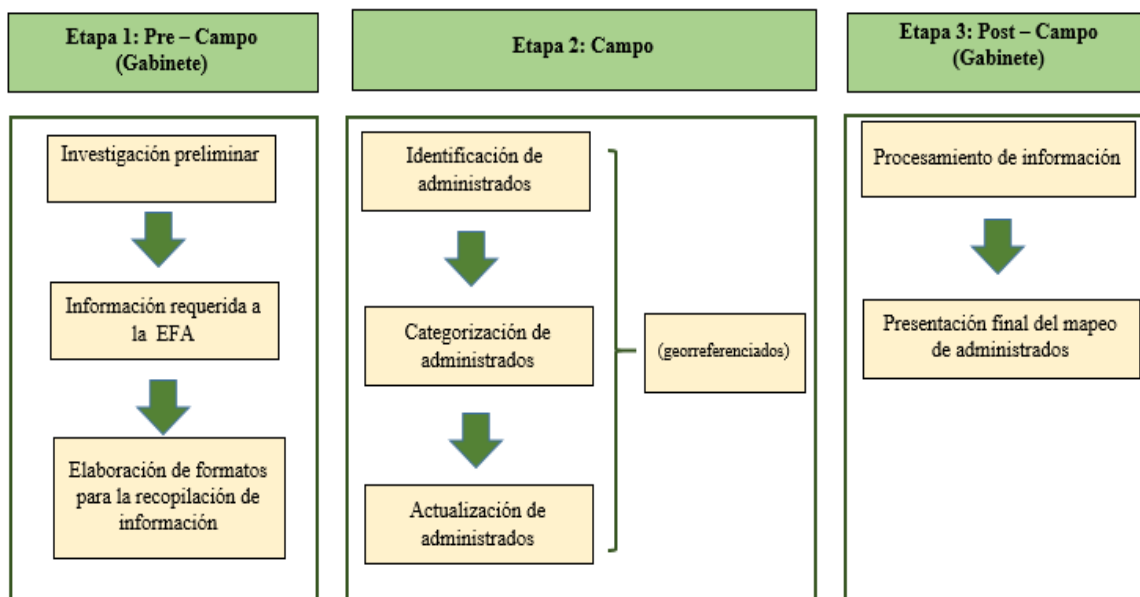 Etapa 1: Pre – Campo
(Gabinete)
Investigación preliminar
Información requerida a
la EFA
Elaboración de formatos
para la recopilación de
información
Etapa 2: Campo
Identificación de
administrados
Categorización de
administrados
Actualización de
administrados
(georreferenciados)
Etapa 3: Post – Campo
(Gabinete)
Procesamiento de información
Presentación final del mapeo
de administrados